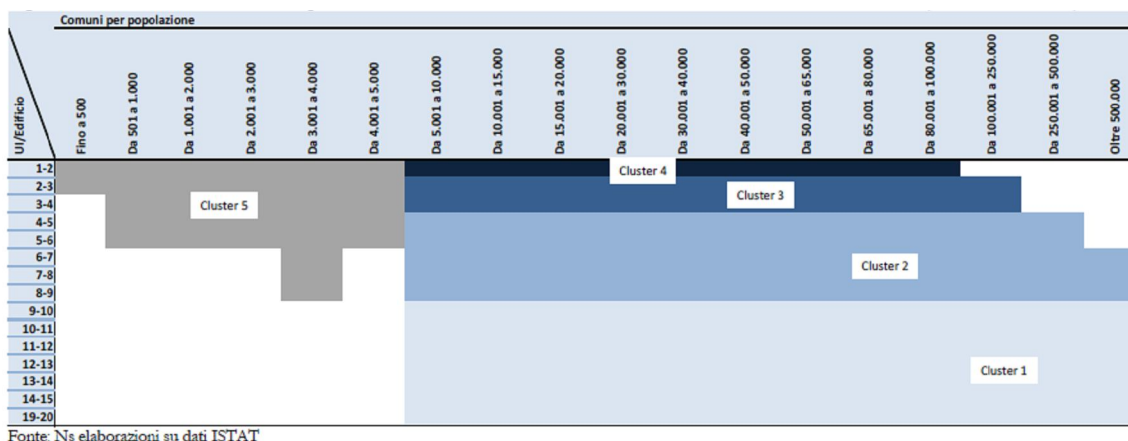 Comuni per popolazione
UI/Edificio
Fino a 500
Da 501 a 1.000
Da 1.001 a 2.000
Da 2.001 a 3.000
Da 3.001 a 4.000
Da 4.001 a 5.000
Da 5.001 a 10.000
Da 10.001 a 15.000
Da 15.001 a 20.000
Da 20.001 a 30.000
Da 30.001 a 40.000
Da 40.001 a 50.000
Da 50.001 a 65.000
Da 65.001 a 80.000
Da 80.001 a 100.000
Da 100.001 a 250.000
Da 250.001 a 500.000
Oltre 500.000
1-2
Cluster 4
2-3
Cluster 3
3-4
Cluster 5
4-5
5-6
6-7
Cluster 2
7-8
8-9
9-10
10-11
11-12
12-13
Cluster 1
13-14
14-15
19-20
Fonte: Ns elaborazioni su dati ISTAT